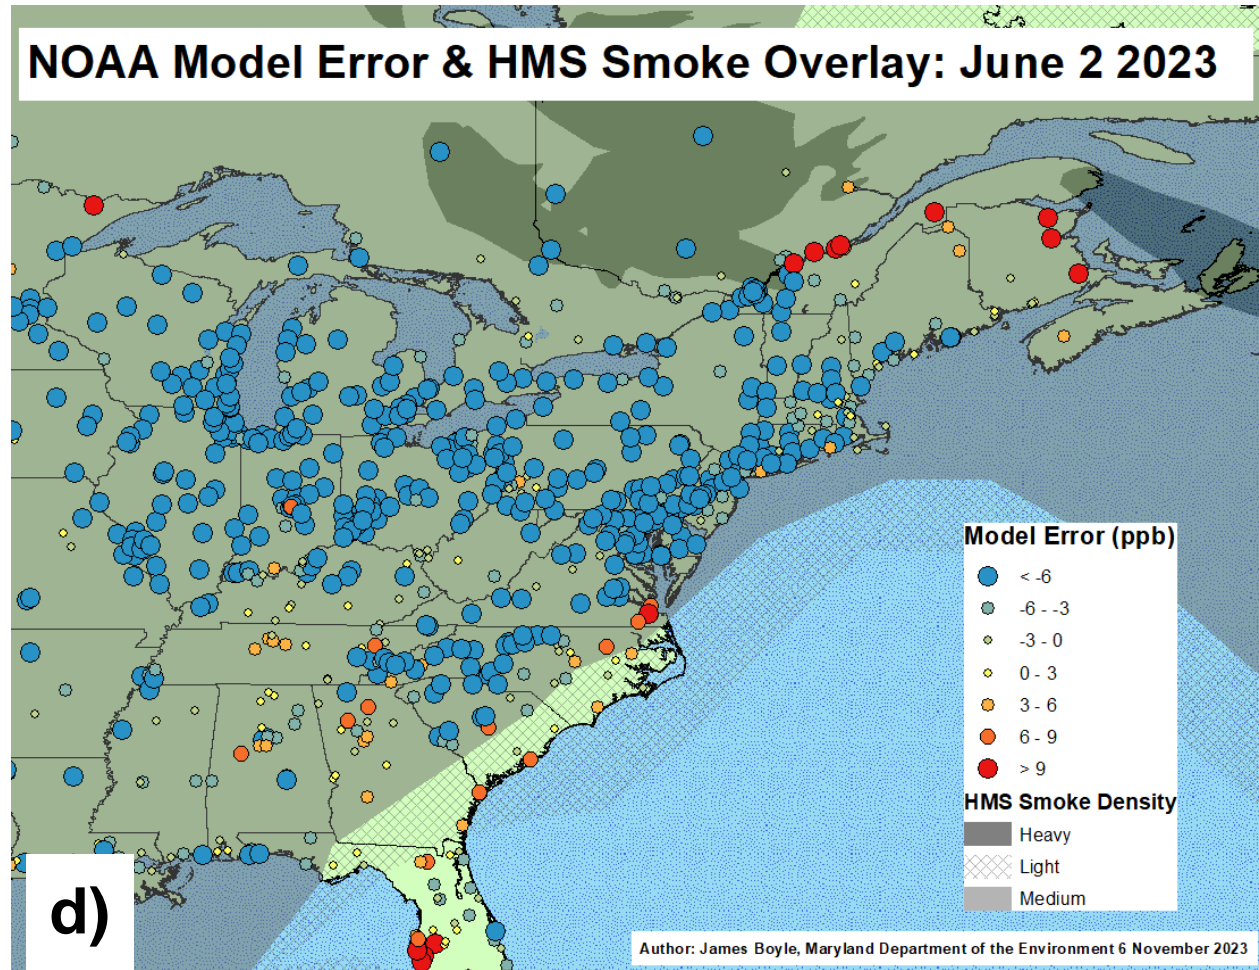 NOAA Model Error & HMS Smoke Overlay: June 2 2023
Model Error (ppb)
< -6
-6 - -3
-3 - 0
0 - 3
3 - 6
6 - 9
> 9
HMS Smoke Density
Heavy
Light
Medium
d)
Author: James Boyle, Maryland Department of the Environment 6 November 2023